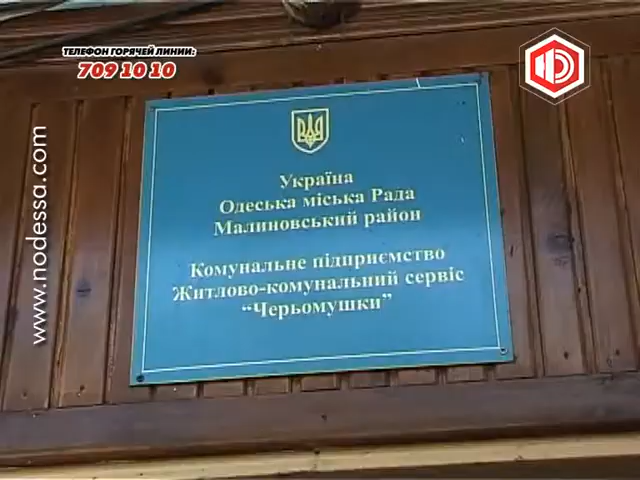 ТЕЛЕФОН ГОРЯЧЕЙ ЛИНИИ:
709 10 10
www.nodessa.com
Україна
Одеська міська Рада
Малиновський район
Комунальне підприємство
Житлово-комунальний сервіс
“Черьомушки”